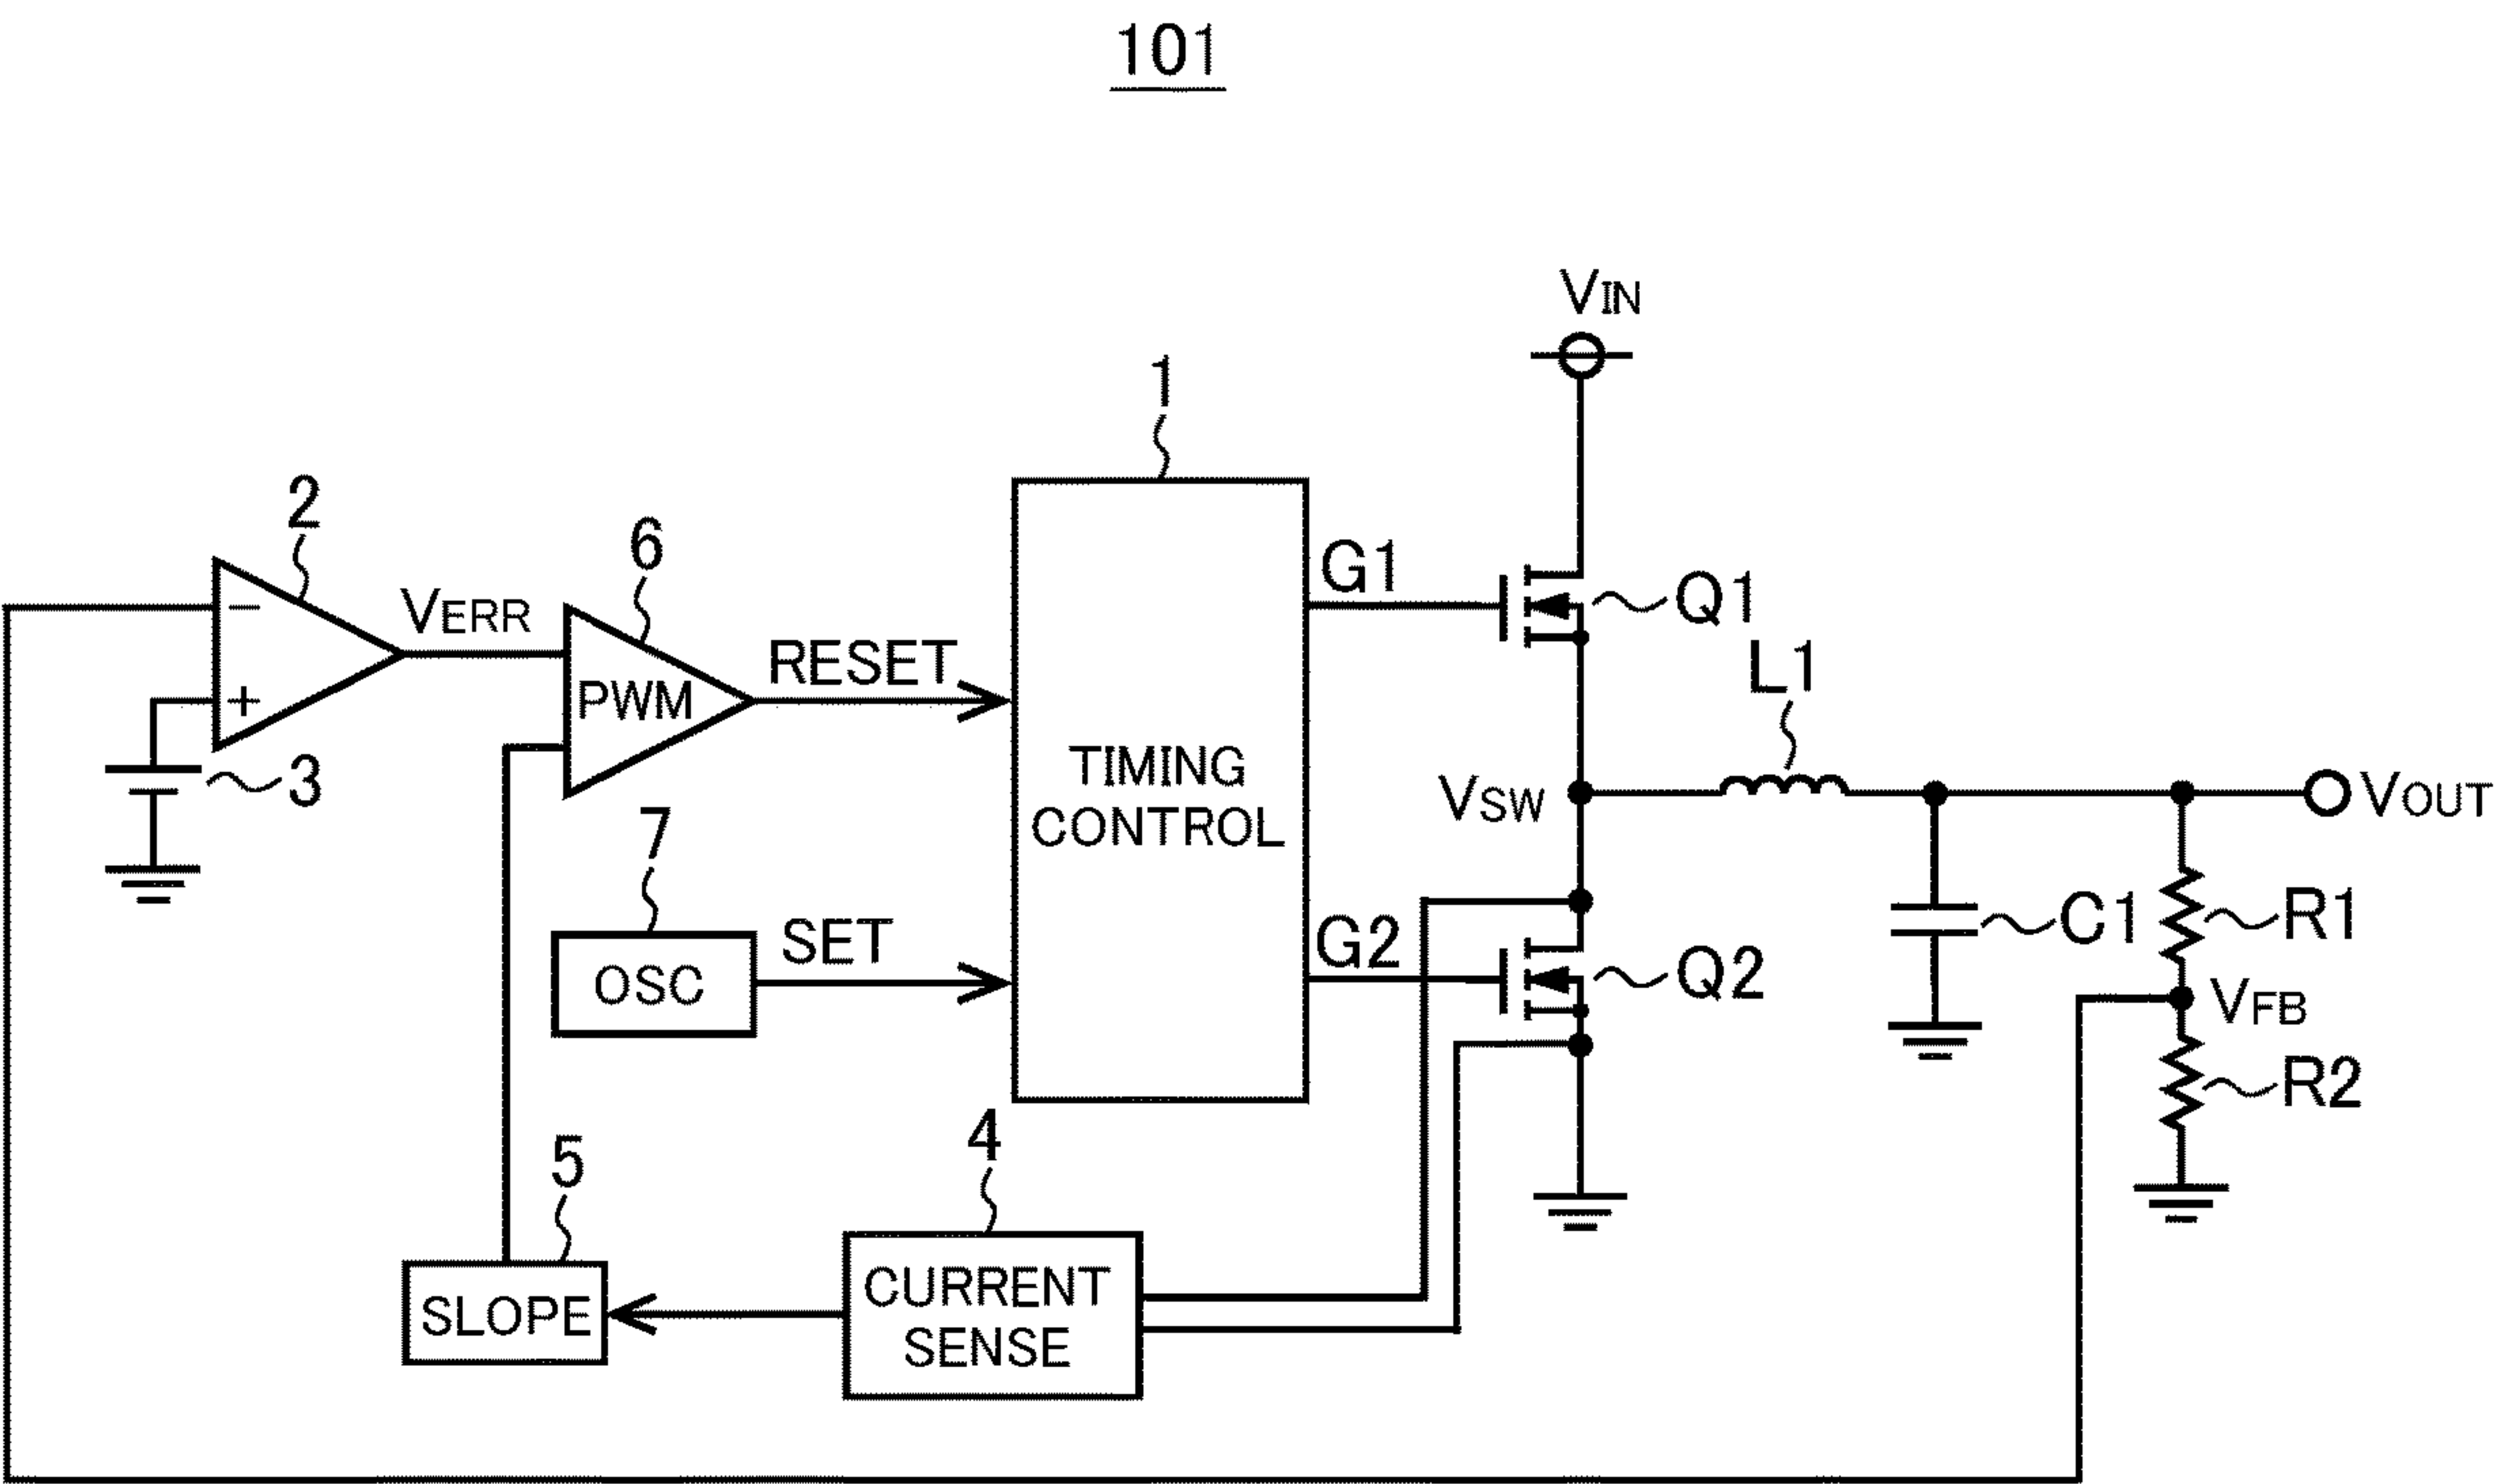 101
VIN
1
2
6
VERR
G1
Q1
RESET
L1
PWM
−
+
3
TIMING
CONTROL
VSW
VOUT
7
C1
R1
SET
G2
Q2
OSC
VFB
R2
4
5
CURRENT
SENSE
SLOPE